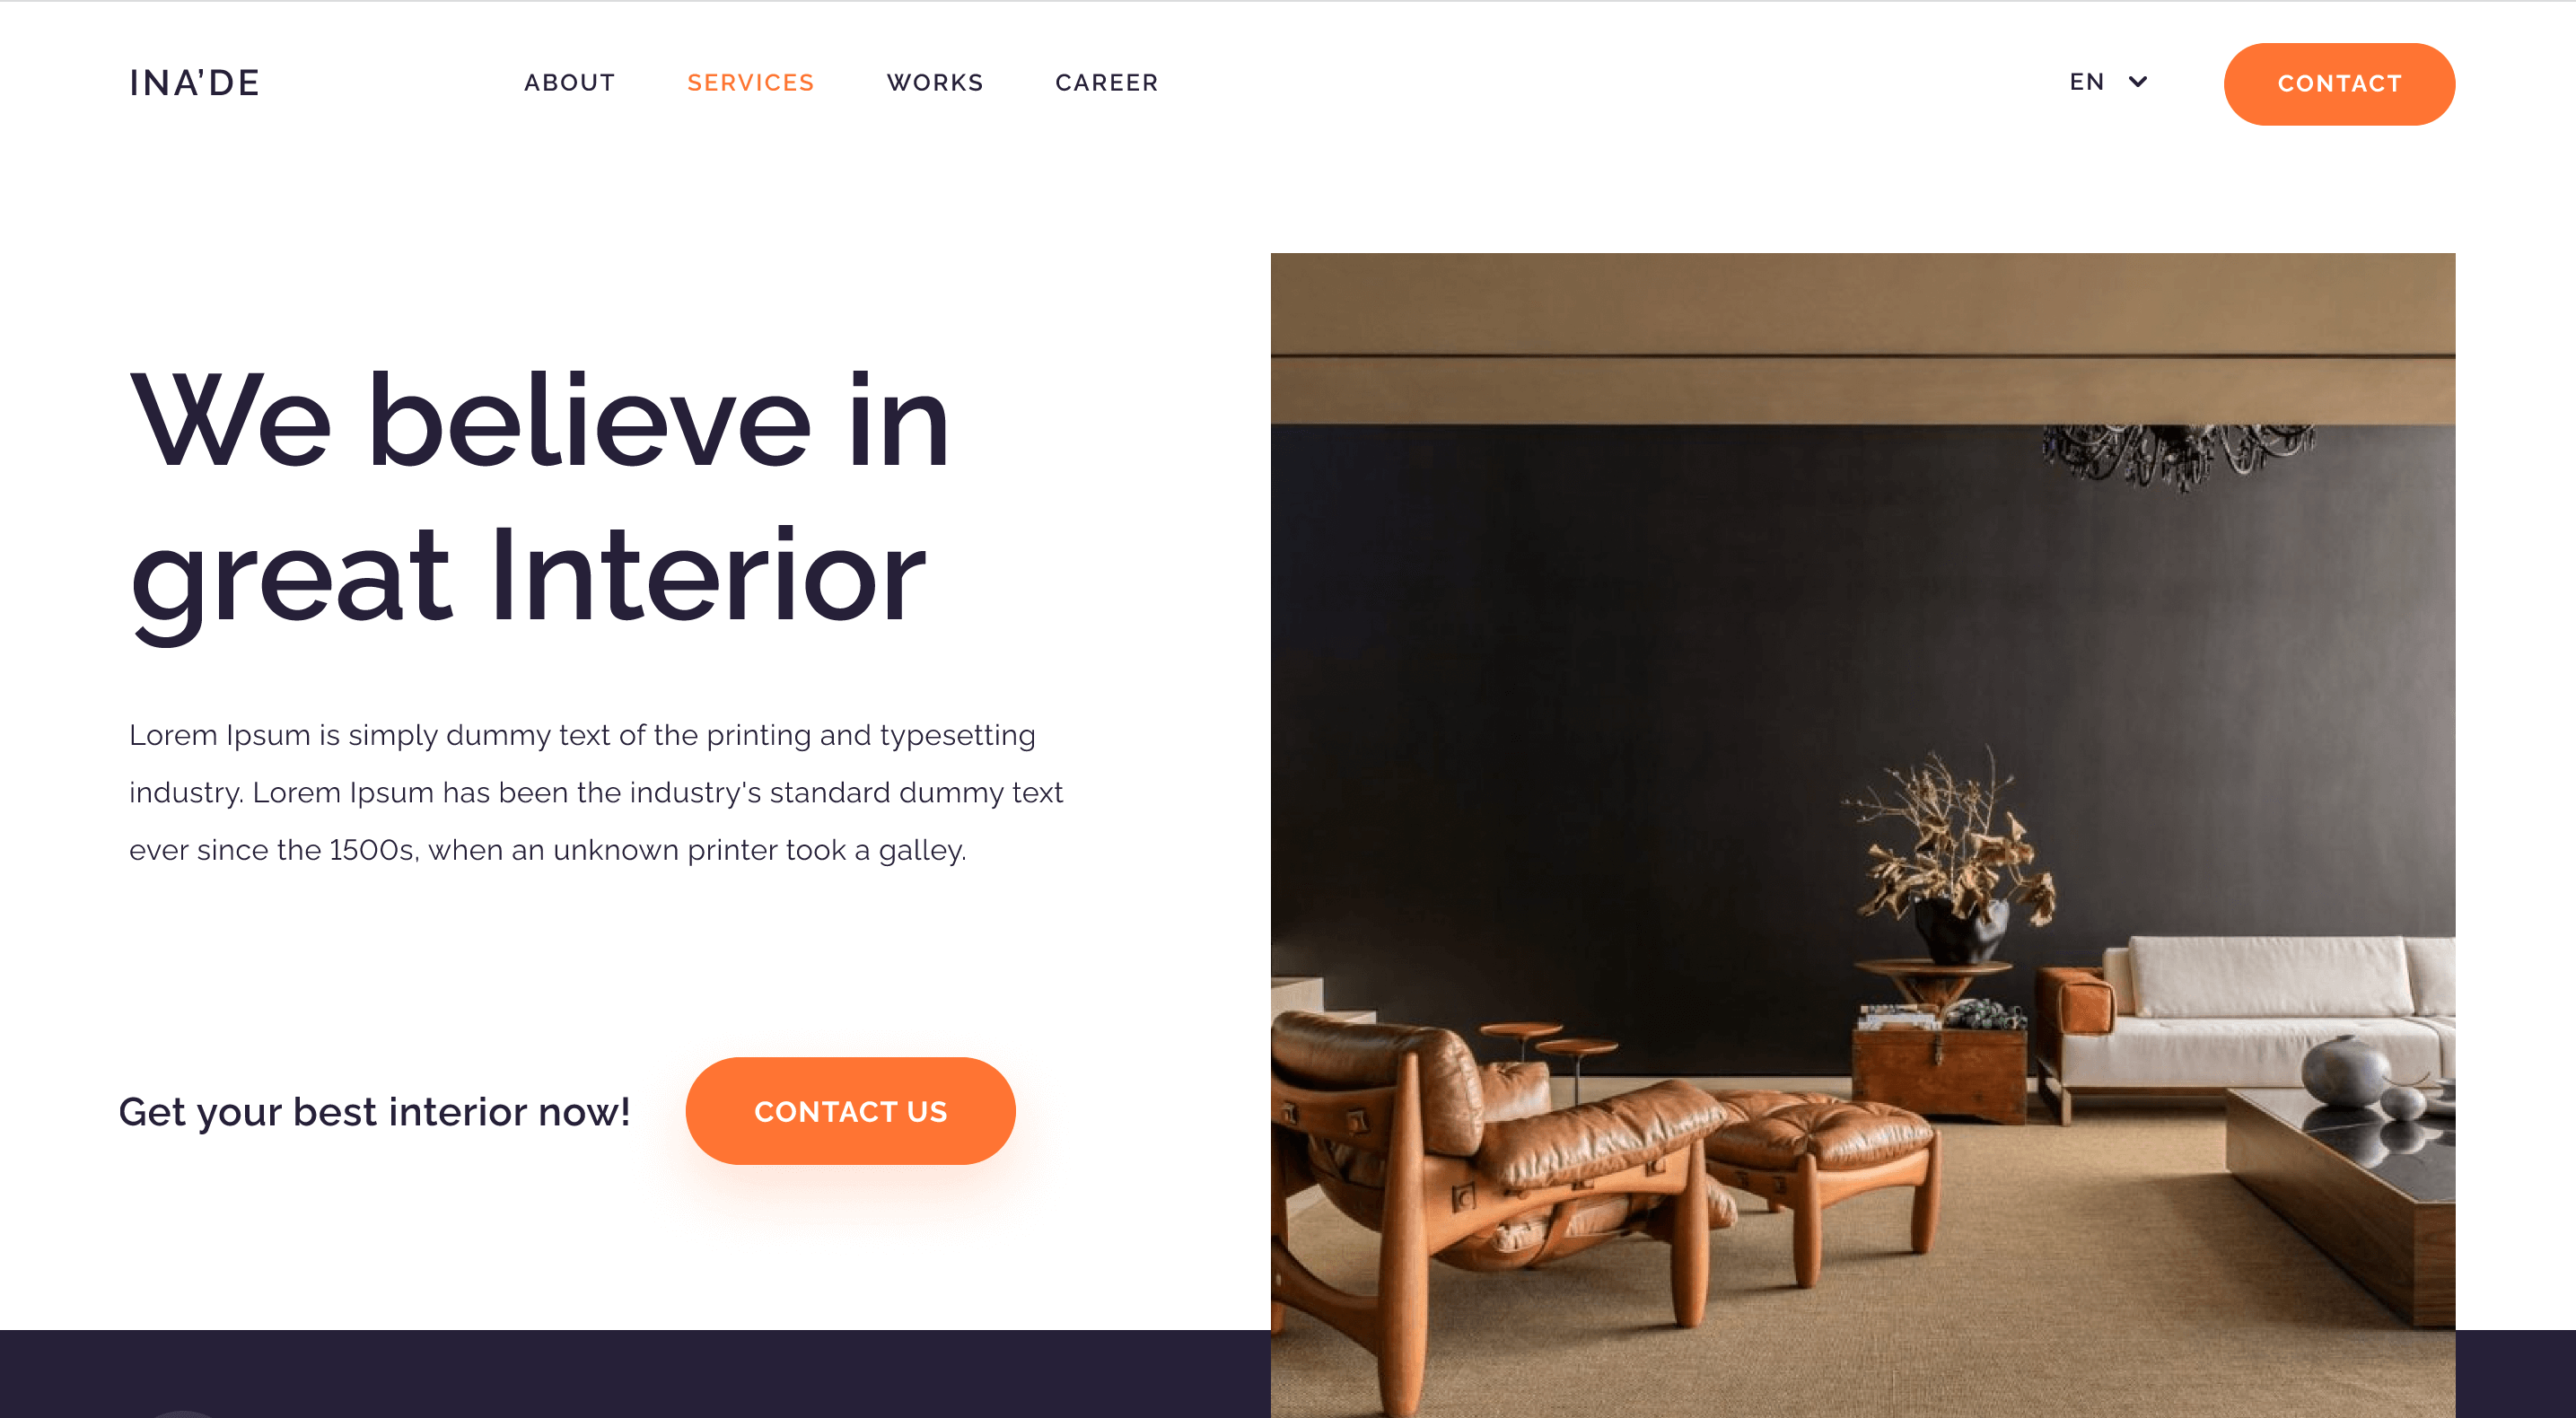 INA’DE
ABOUT
SERVICES
WORKS
CAREER
EN
CONTACT
We believe in
great Interior
Lorem Ipsum is simply dummy text of the printing and typesetting
industry. Lorem Ipsum has been the industry's standard dummy text
ever since the 1500s, when an unknown printer took a galley.
Get your best interior now!
CONTACT US